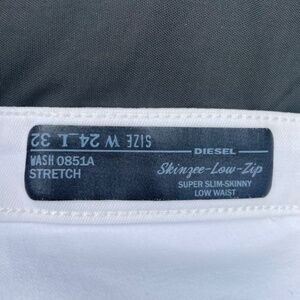 SIZE W 24 L 32
WASH 0851A
STRETCH
DIESEL
Skinzee-Low-Zip
SUPER SLIM-SKINNY
LOW WAIST